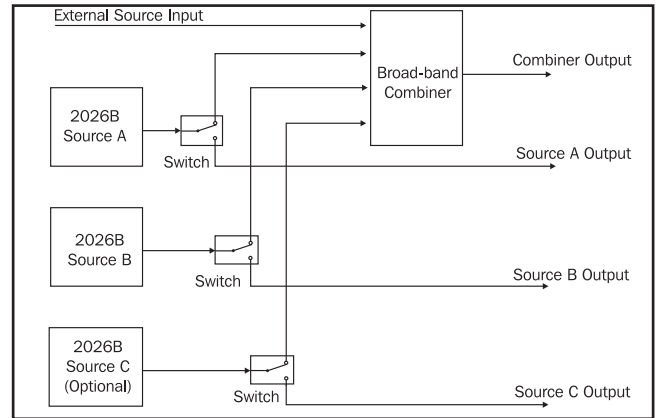 External Source Input
Broad-band
Combiner
Combiner Output
2026B
Source A
Switch
Source A Output
2026B
Source B
Switch
Source B Output
2026B
Source C
(Optional)
Switch
Source C Output